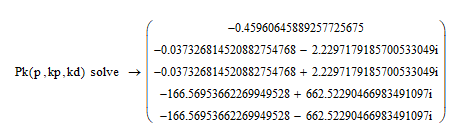 -0.45960645889257725675
-0.037326814520882754768 - 2.2297179185700533049i
Pk(p,kp,kd) solve → -0.037326814520882754768 + 2.2297179185700533049i
-166.56953662269949528 + 662.52290466983491097i
-166.56953662269949528 - 662.52290466983491097i